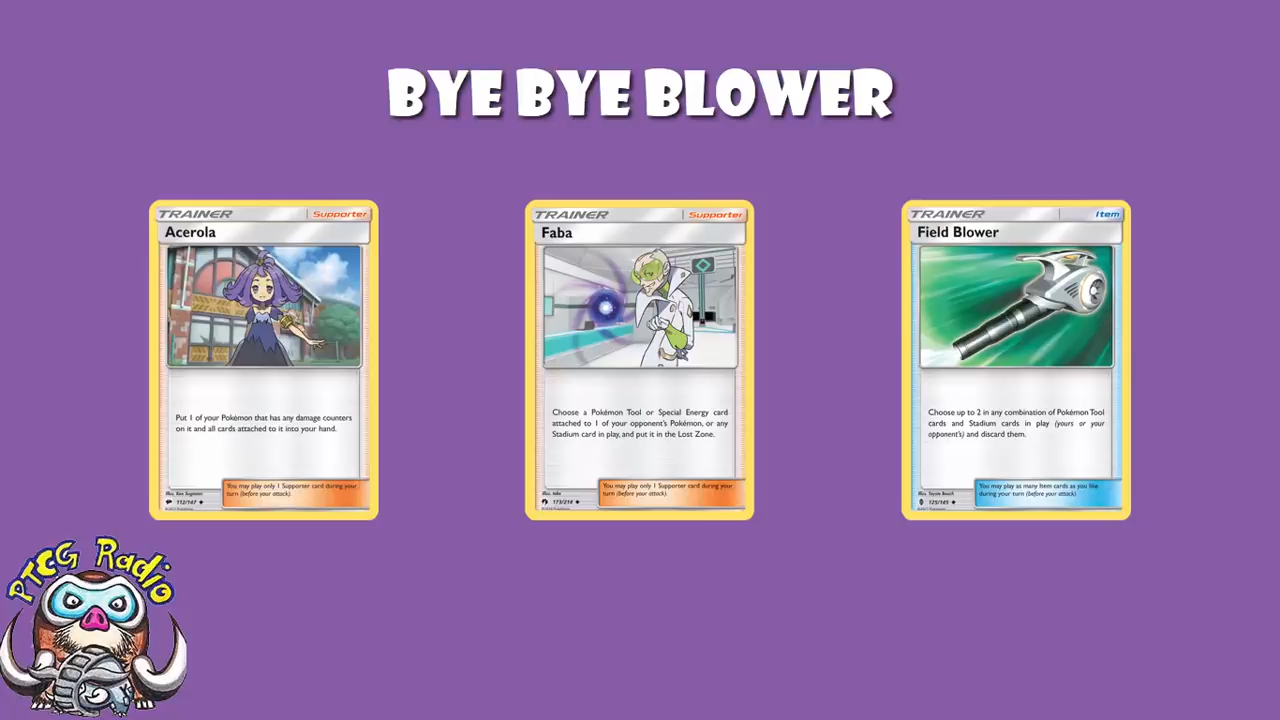 BYE BYE BLOWER
TRAINER
Supporter
Acerola
Put 1 of your Pokémon that has any damage counters
on it and all cards attached to it into your hand.
You may play only 1 Supporter card during your
turn (before your attack).
112/147
TRAINER
Supporter
Faba
Choose a Pokémon Tool or Special Energy card
attached to 1 of your opponent's Pokémon, or any
Stadium card in play, and put it in the Lost Zone.
You may play only 1 Supporter card during your
turn (before your attack).
173/214
TRAINER
Item
Field Blower
Choose up to 2 in any combination of Pokémon Tool
cards and Stadium cards in play (yours or your
opponent's) and discard them.
You may play as many Item cards as you like
during your turn (before your attack).
125/145
PTCG Radio